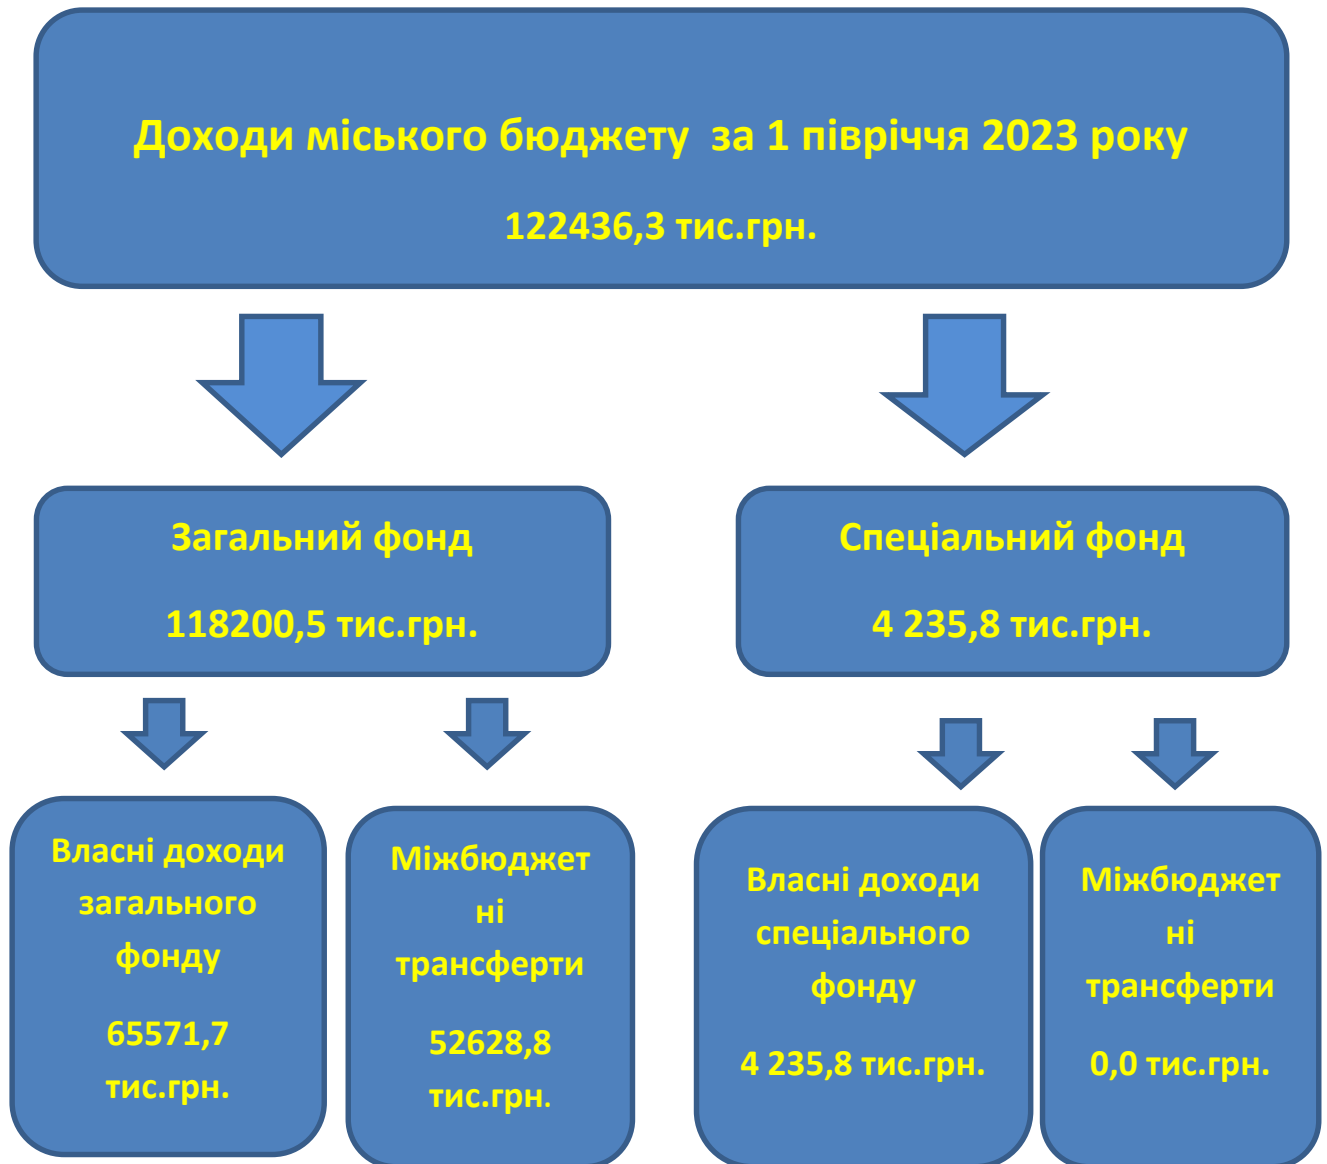 Доходи міського бюджету за 1 півріччя 2023 року
122436,3 тис.грн.
Загальний фонд
118200,5 тис.грн.
Спеціальний фонд
4 235,8 тис.грн.
Власні доходи
загального
фонду
65571,7
тис.грн.
Міжбюджет
ні
трансферти
52628,8
тис.грн.
Власні доходи
спеціального
фонду
4 235,8 тис.грн.
Міжбюджет
ні
трансферти
0,0 тис.грн.